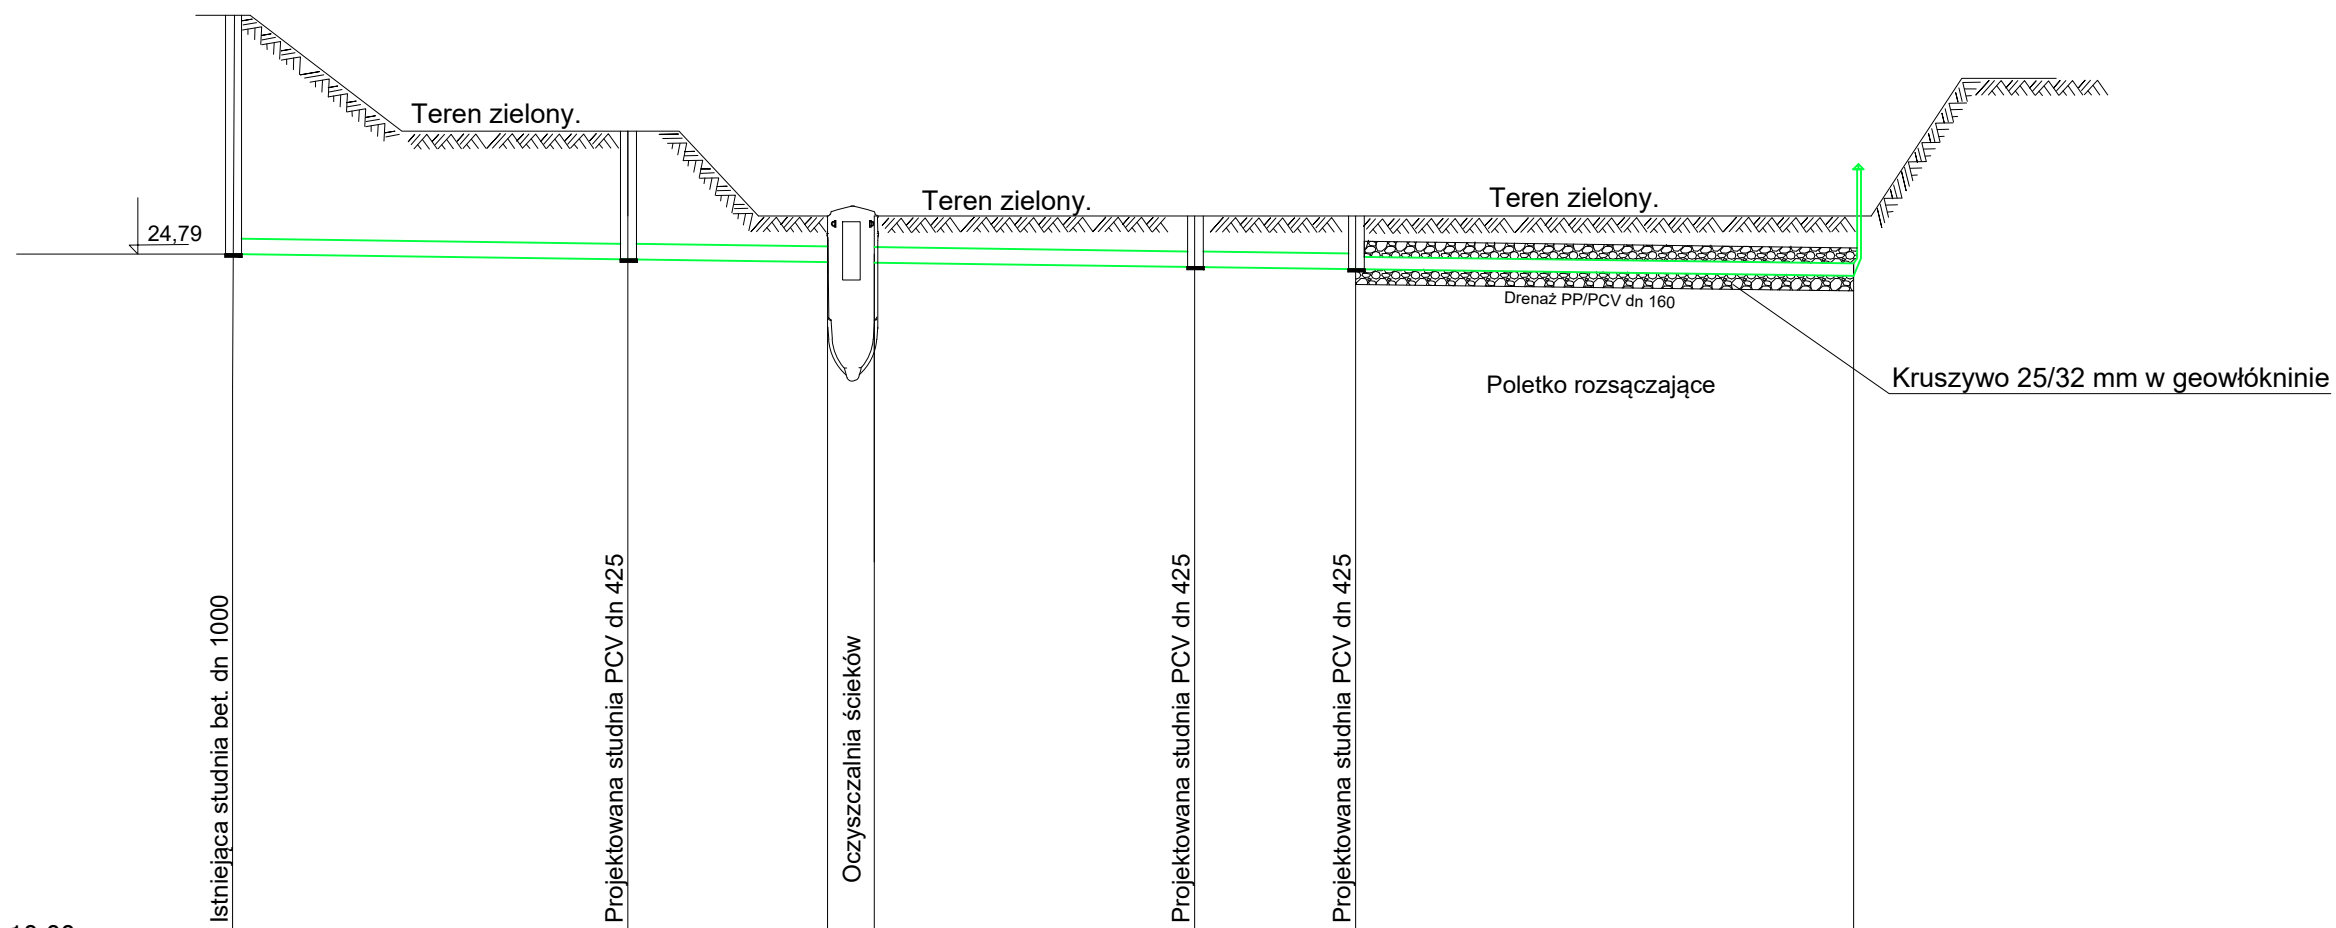 Teren zielony.
Teren zielony.
Teren zielony.
24,79
Drenaż PP/PCV dn 160
Poletko rozsączające
Kruszywo 25/32 mm w geowłókninie
Istniejąca studnia bet. dn 1000
Projektowana studnia PCV dn 425
Oczyszczalnia ścieków
Projektowana studnia PCV dn 425
Projektowana studnia PCV dn 425